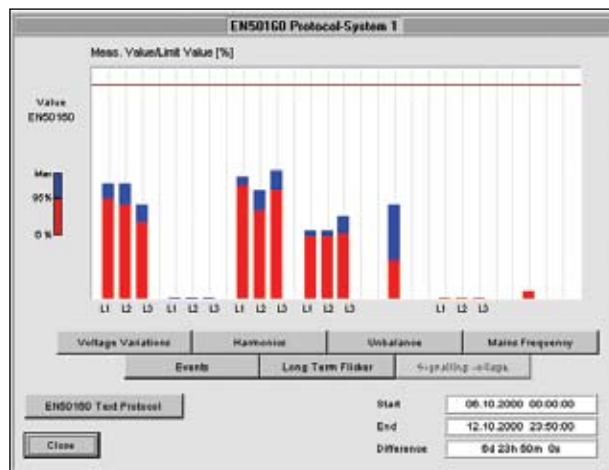 EN50160 Protocol-System 1
Meas. Value/Limit Value [%]
Value
EN50160
Max
95%
0 %
L1 L2 L3 L1 L2 L3 L1 L2 L3 L1 L2 L3 L1 L2 L3
Voltage Variations Harmonics Unbalance Mains Frequency
Events Long Term Flicker Signalling voltage
EN50160 Text Protocol
Close
Start 06.10.2000 00:00:00
End 12.10.2000 23:50:00
Difference 6d 23h 50m 0s